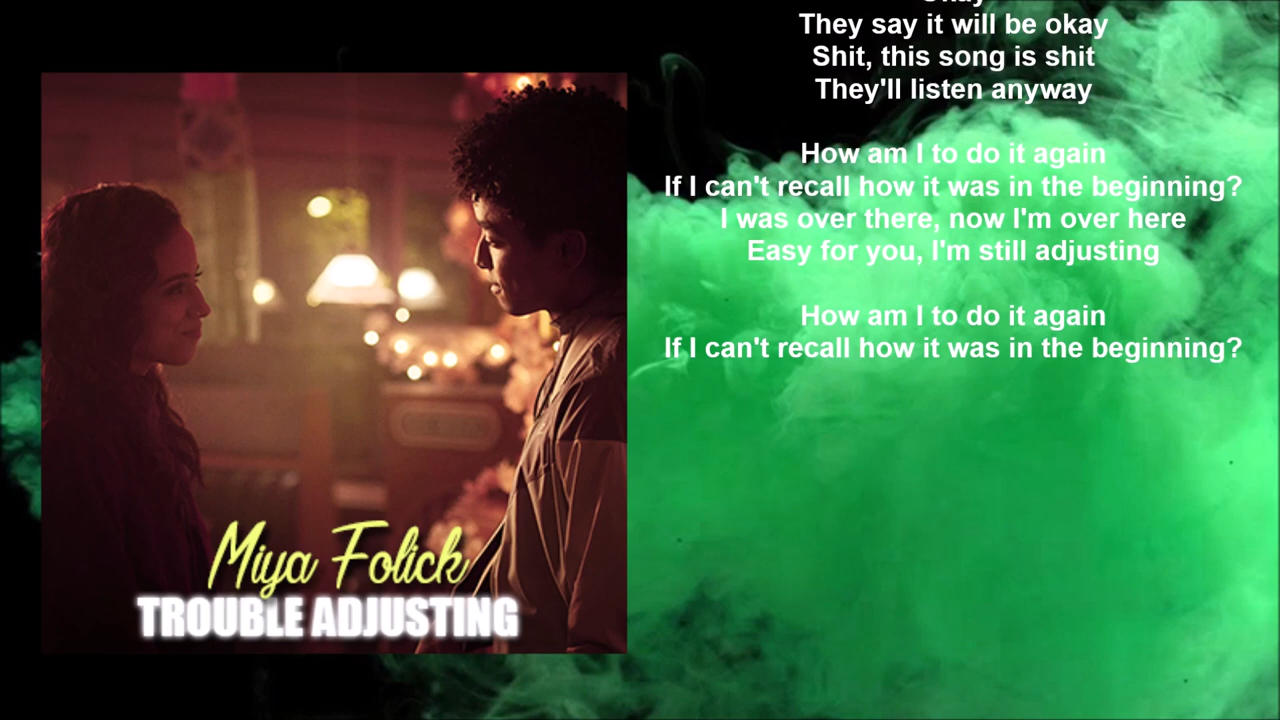 Okay
They say it will be okay
Shit, this song is shit
They'll listen anyway
How am I to do it again
If I can't recall how it was in the beginning?
I was over there, now I'm over here
Easy for you, I'm still adjusting
How am I to do it again
If I can't recall how it was in the beginning?
Miya Folick
TROUBLE ADJUSTING